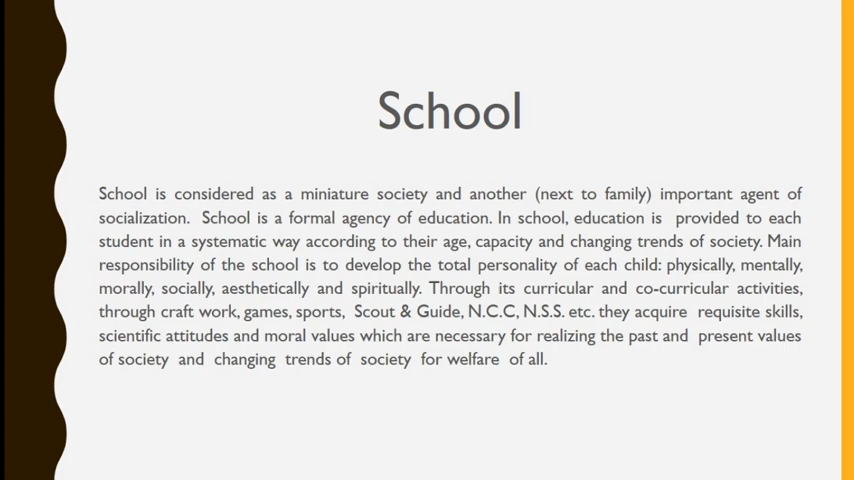 School
School is considered as a miniature society and another (next to family) important agent of
socialization. School is a formal agency of education. In school, education is provided to each
student in a systematic way according to their age, capacity and changing trends of society. Main
responsibility of the school is to develop the total personality of each child: physically, mentally,
morally, socially, aesthetically and spiritually. Through its curricular and co-curricular activities,
through craft work, games, sports, Scout & Guide, N.C.C, N.S.S. etc. they acquire requisite skills,
scientific attitudes and moral values which are necessary for realizing the past and present values
of society and changing trends of society for welfare of all.